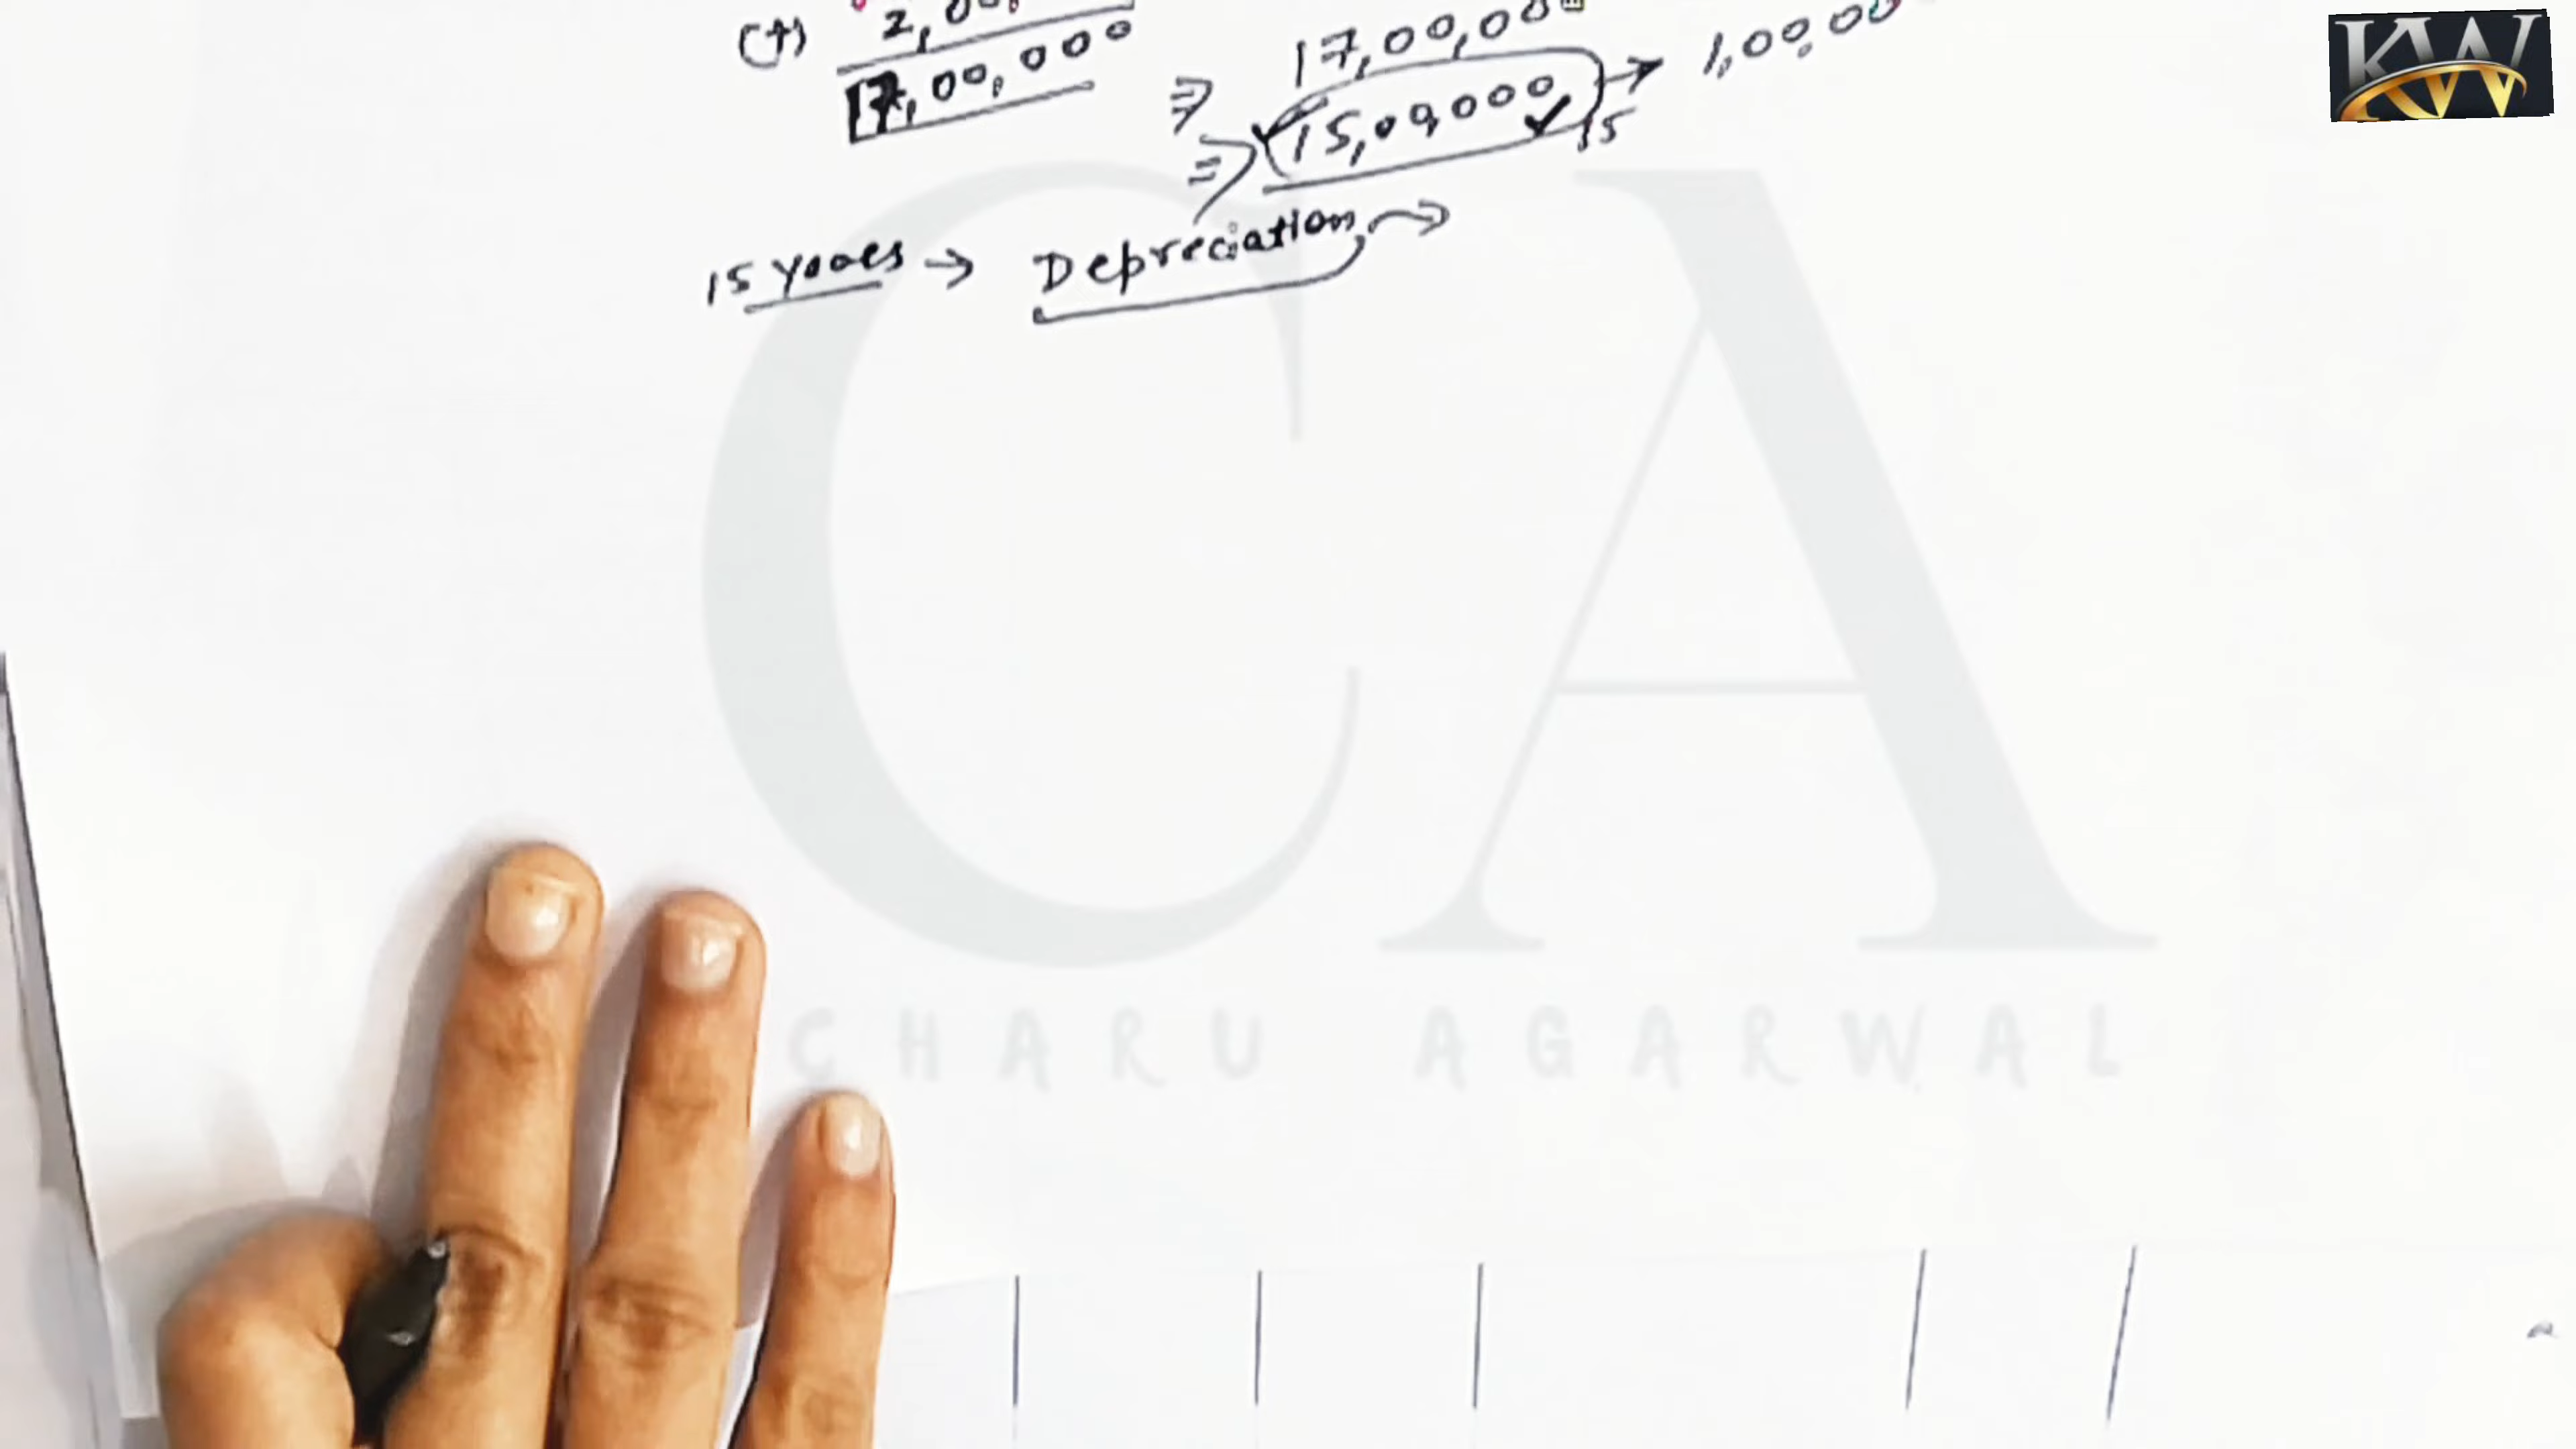 (+) 2,00,
17,00,000
⇒ 17,00,000
⇒ 15,00,000 → 1,00,00
15
15 years → Depreciation →
KW
CA
CHARU AGARWAL